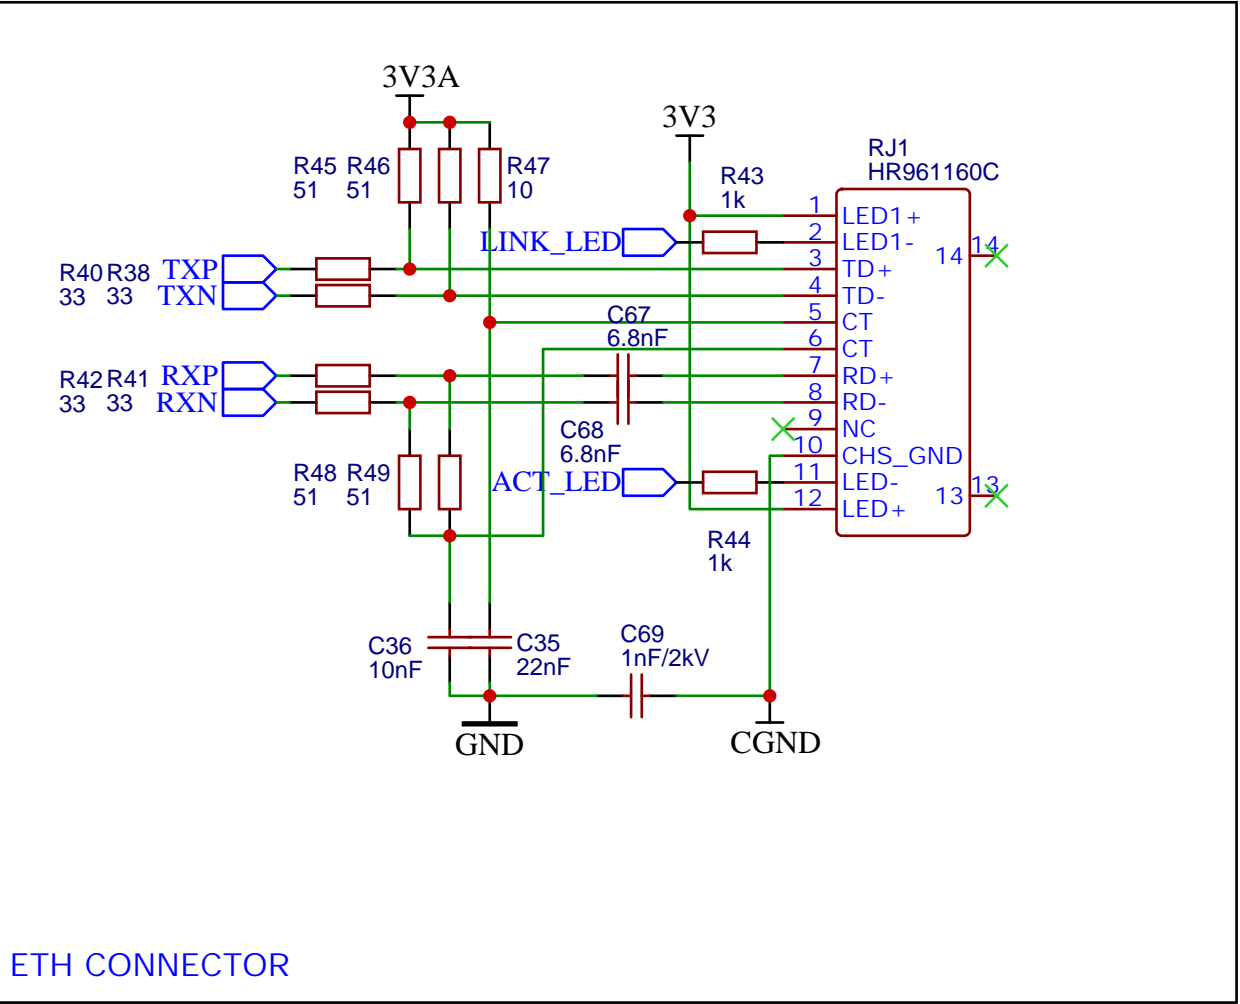 3V3A
3V3
RJ1
HR961160C
R45 R46
51 51
R47
10
R43
1k
1 LED1+
LINK_LED
2 LED1-
14 14
R40 R38
33 33
TXP
TXN
3 TD+
4 TD-
C67
6.8nF
5 CT
6 CT
R42 R41
33 33
RXP
RXN
7 RD+
8 RD-
9 NC
C68
6.8nF
10 CHS_GND
R48 R49
51 51
ACT_LED
11 LED-
13 13
12 LED+
R44
1k
C36
10nF
C35
22nF
C69
1nF/2kV
GND
CGND
ETH CONNECTOR